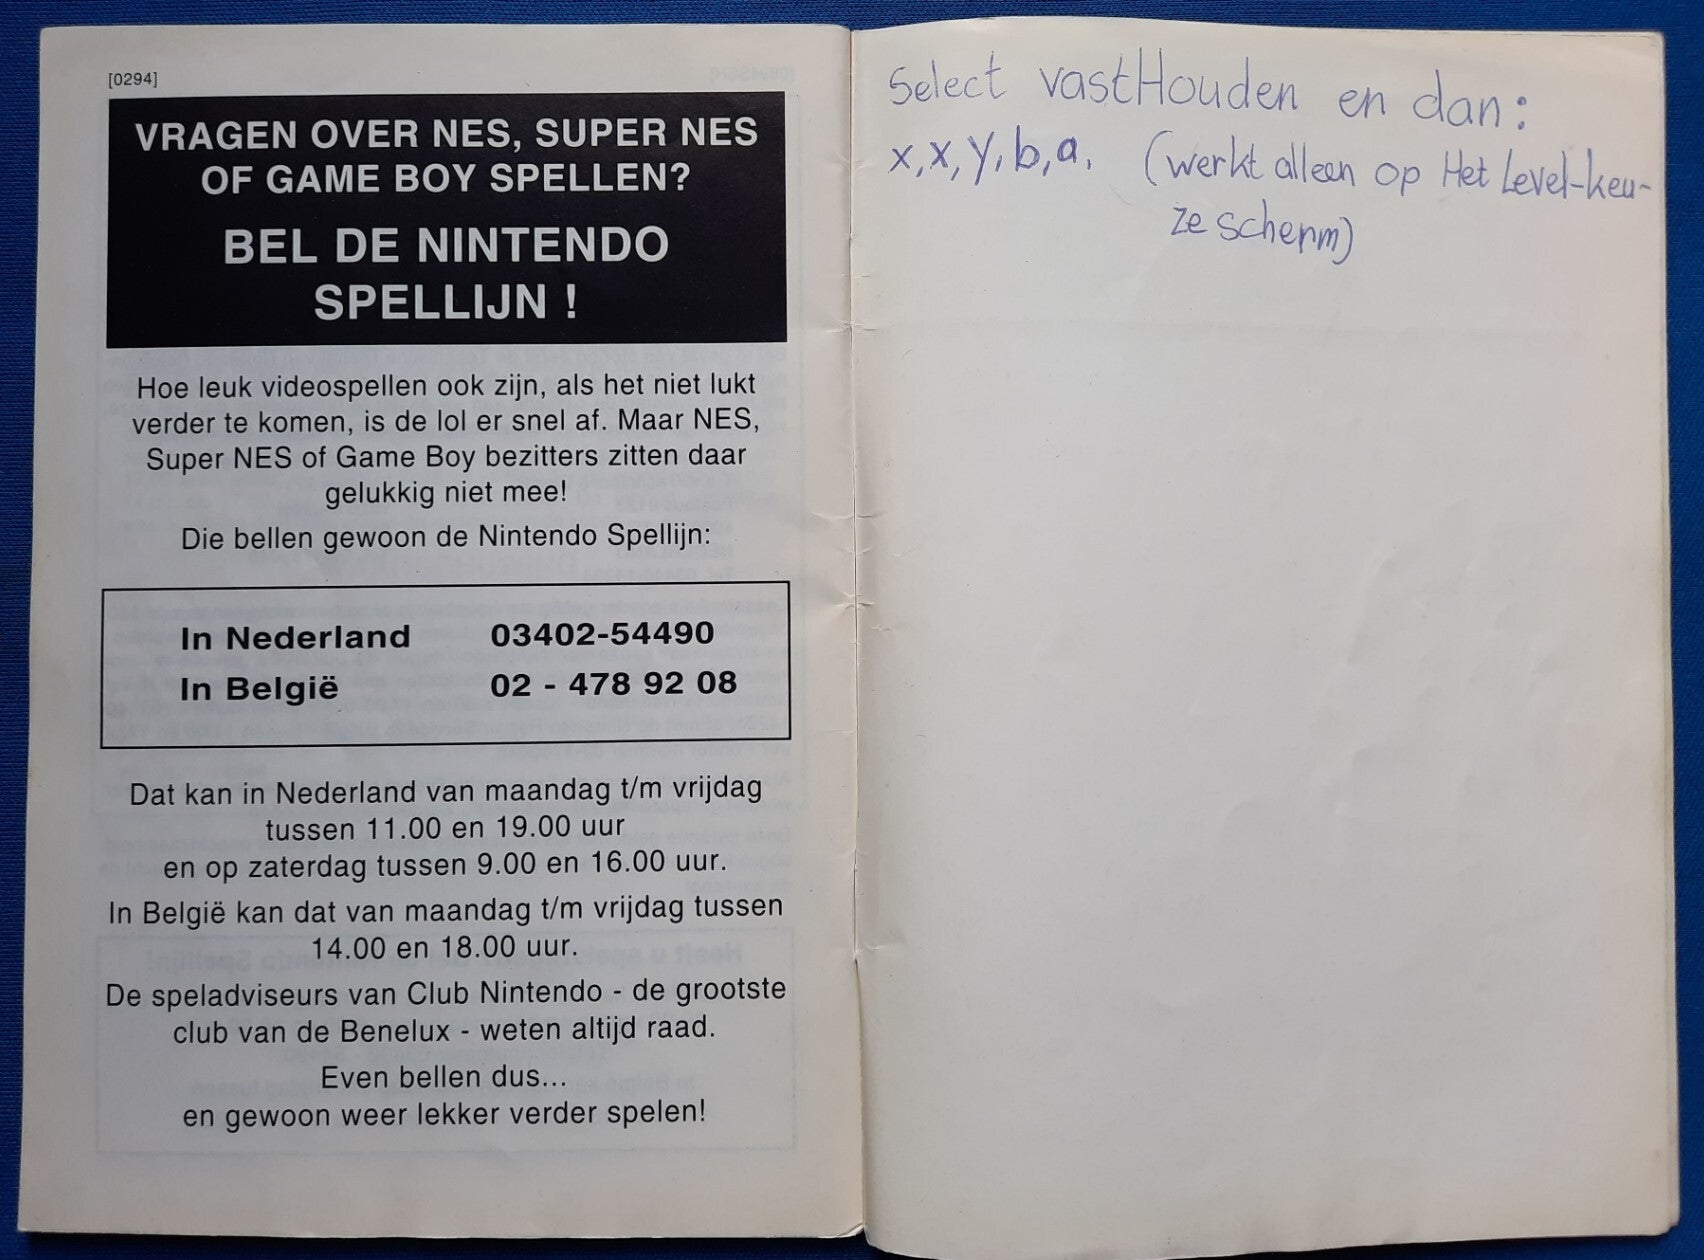 [0294]
VRAGEN OVER NES, SUPER NES
OF GAME BOY SPELLEN?
BEL DE NINTENDO
SPELLIJN !
Hoe leuk videospellen ook zijn, als het niet lukt
verder te komen, is de lol er snel af. Maar NES,
Super NES of Game Boy bezitters zitten daar
gelukkig niet mee!
Die bellen gewoon de Nintendo Spellijn:
In Nederland 03402-54490
In België 02 - 478 92 08
Dat kan in Nederland van maandag t/m vrijdag
tussen 11.00 en 19.00 uur
en op zaterdag tussen 9.00 en 16.00 uur.
In België kan dat van maandag t/m vrijdag tussen
14.00 en 18.00 uur.
De speladviseurs van Club Nintendo - de grootste
club van de Benelux - weten altijd raad.
Even bellen dus...
en gewoon weer lekker verder spelen!
Select vastHouden en dan:
x, x, y, b, a. (werkt alleen op Het Level-keu-
ze scherm)